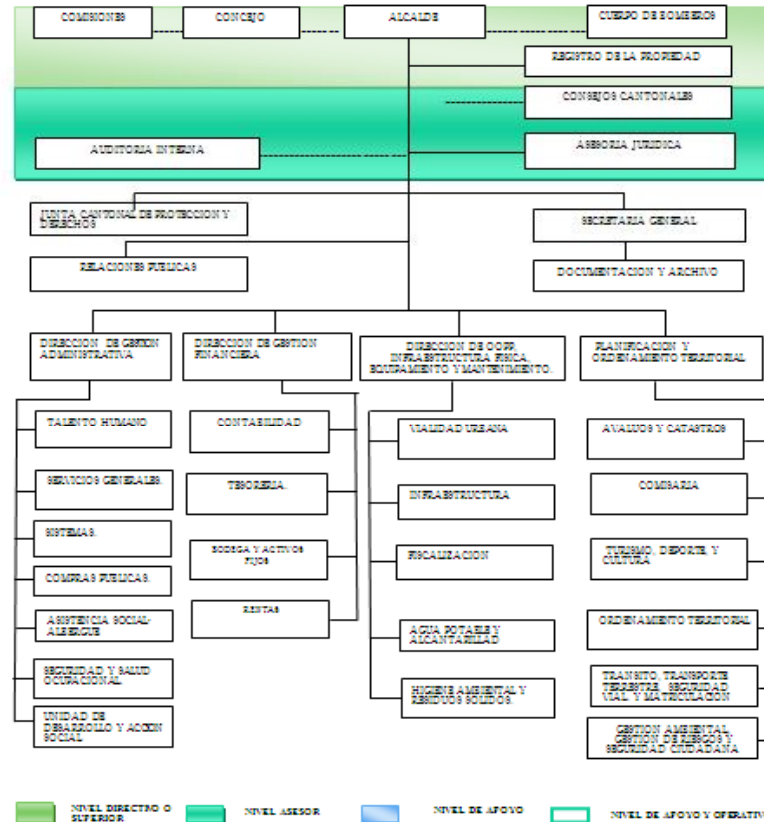 COMISIONES
CONCEJO
ALCALDE
CUERPO DE BOMBEROS
REGISTRO DE LA PROPIEDAD
CONSEJOS CANTONALES
AUDITORIA INTERNA
ASESORIA JURIDICA
JUNTA CANTONAL DE PROTECCION Y
DERECHOS
SECRETARIA GENERAL
RELACIONES PUBLICAS
DOCUMENTACION Y ARCHIVO
DIRECCION DE GESTION
ADMINISTRATIVA
DIRECCION DE GESTION
FINANCIERA
DIRECCION DE OOPP,
INFRAESTRUCTURA FISICA,
EQUIPAMIENTO Y MANTENIMIENTO.
PLANIFICACION Y
ORDENAMIENTO TERRITORIAL
TALENTO HUMANO
SERVICIOS GENERALES.
SISTEMAS.
COMPRAS PUBLICAS.
ASISTENCIA SOCIAL-
ALBERGUE
SEGURIDAD Y SALUD
OCUPACIONAL
UNIDAD DE
DESARROLLO Y ACCION
SOCIAL
CONTABILIDAD
TESORERIA.
BODEGA Y ACTIVOS
FIJOS
RENTAS
VIALIDAD URBANA
INFRAESTRUCTURA
FISCALIZACION
AGUA POTABLE Y
ALCANTARILLAD
HIGIENE AMBIENTAL Y
RESIDUOS SOLIDOS.
AVALUOS Y CATASTROS
COMISARIA
TURISMO, DEPORTE, Y
CULTURA
ORDENAMIENTO TERRITORIAL
TRANSITO, TRANSPORTE
TERRESTRE, SEGURIDAD
VIAL Y MATRICULACION
GESTION AMBIENTAL,
GESTION DE RIESGOS Y
SEGURIDAD CIUDADANA
NIVEL DIRECTIVO O
SUPERIOR
NIVEL ASESOR
NIVEL DE APOYO
NIVEL DE APOYO Y OPERATIV